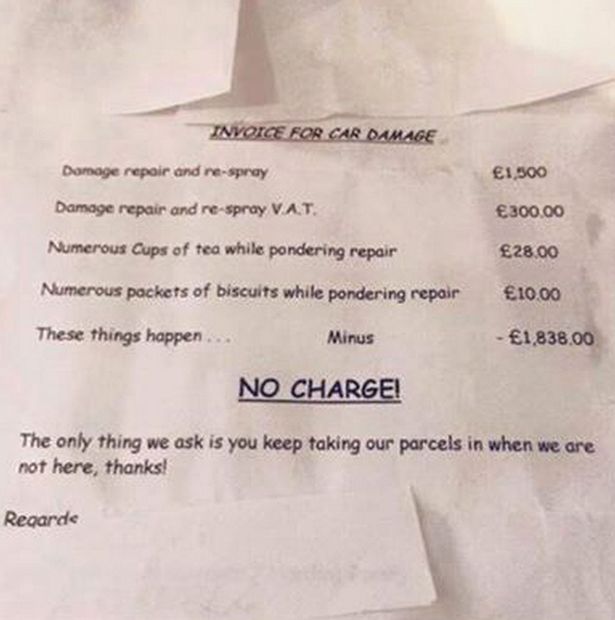 INVOICE FOR CAR DAMAGE
Damage repair and re-spray £1,500
Damage repair and re-spray V.A.T. £300.00
Numerous Cups of tea while pondering repair £28.00
Numerous packets of biscuits while pondering repair £10.00
These things happen . . . Minus - £1,838.00
NO CHARGE!
The only thing we ask is you keep taking our parcels in when we are
not here, thanks!
Regards